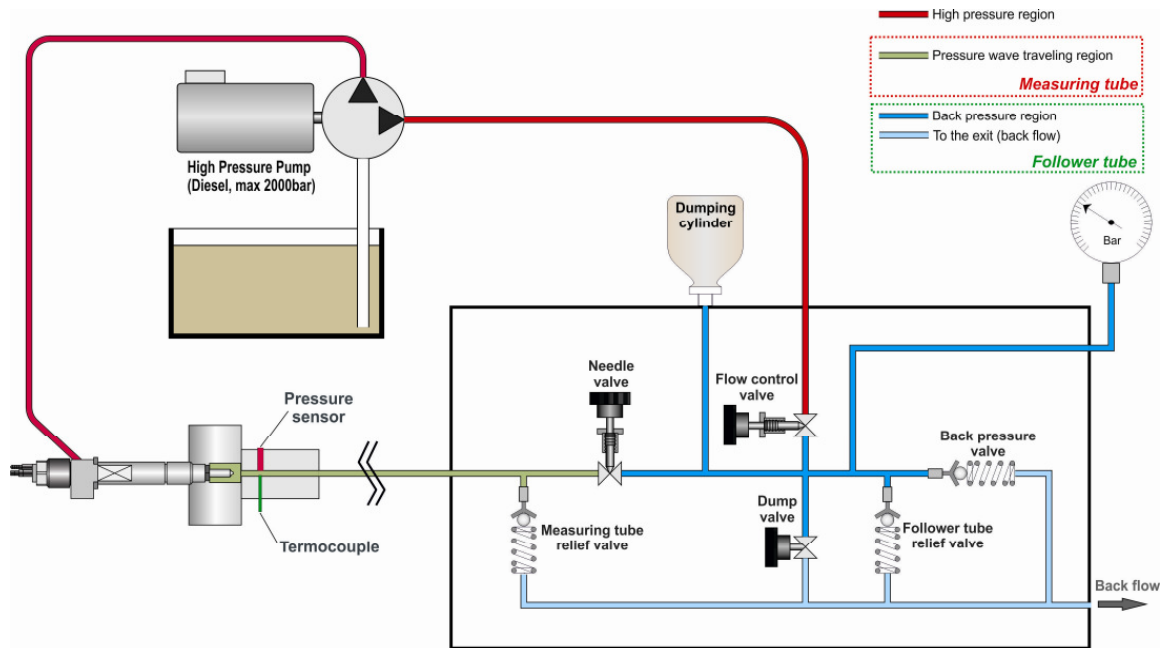 High pressure region
Pressure wave traveling region
Measuring tube
Back pressure region
To the exit (back flow)
Follower tube
High Pressure Pump
(Diesel, max 2000bar)
Dumping
cylinder
Bar
Needle
valve
Flow control
valve
Pressure
sensor
Back pressure
valve
Dump
valve
Measuring tube
relief valve
Follower tube
relief valve
Termocouple
Back flow